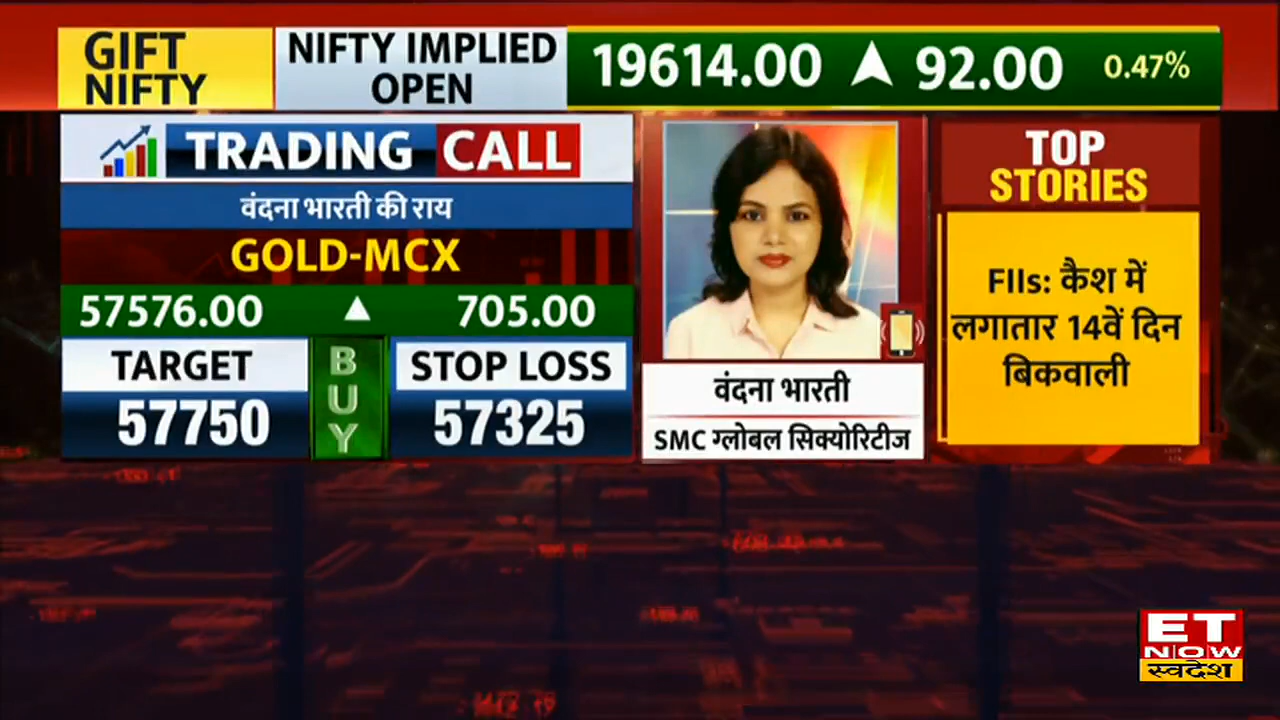 GIFT
NIFTY
NIFTY IMPLIED
OPEN
19614.00 ▲ 92.00 0.47%
TRADING CALL
वंदना भारती की राय
GOLD-MCX
57576.00 ▲ 705.00
TARGET
57750
BUY
STOP LOSS
57325
वंदना भारती
SMC ग्लोबल सिक्योरिटीज
TOP
STORIES
FIIs: कैश में
लगातार 14वें दिन
बिकवाली
ET
NOW
स्वदेश